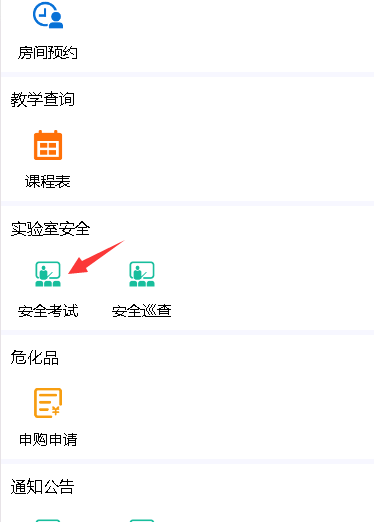 房间预约
教学查询
课程表
实验室安全
安全考试 安全巡查
危化品
申购申请
通知公告